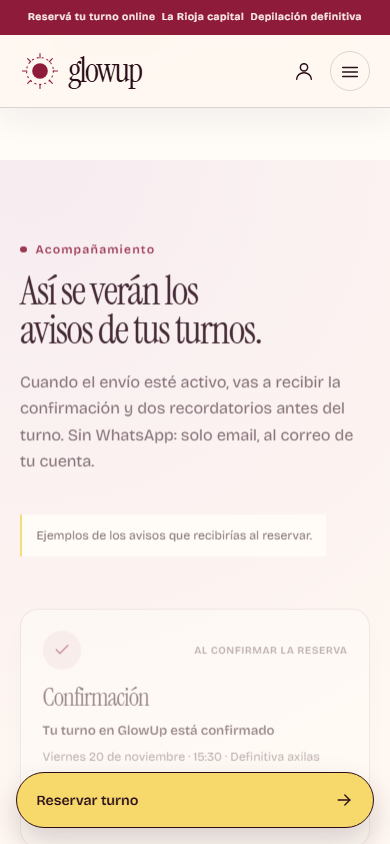 Reservá tu turno online La Rioja capital Depilación definitiva
glowup
Acompañamiento
Así se verán los
avisos de tus turnos.
Cuando el envío esté activo, vas a recibir la
confirmación y dos recordatorios antes del
turno. Sin WhatsApp: solo email, al correo de
tu cuenta.
Ejemplos de los avisos que recibirías al reservar.
AL CONFIRMAR LA RESERVA
Confirmación
Tu turno en GlowUp está confirmado
Viernes 20 de noviembre · 15:30 · Definitiva axilas
Reservar turno